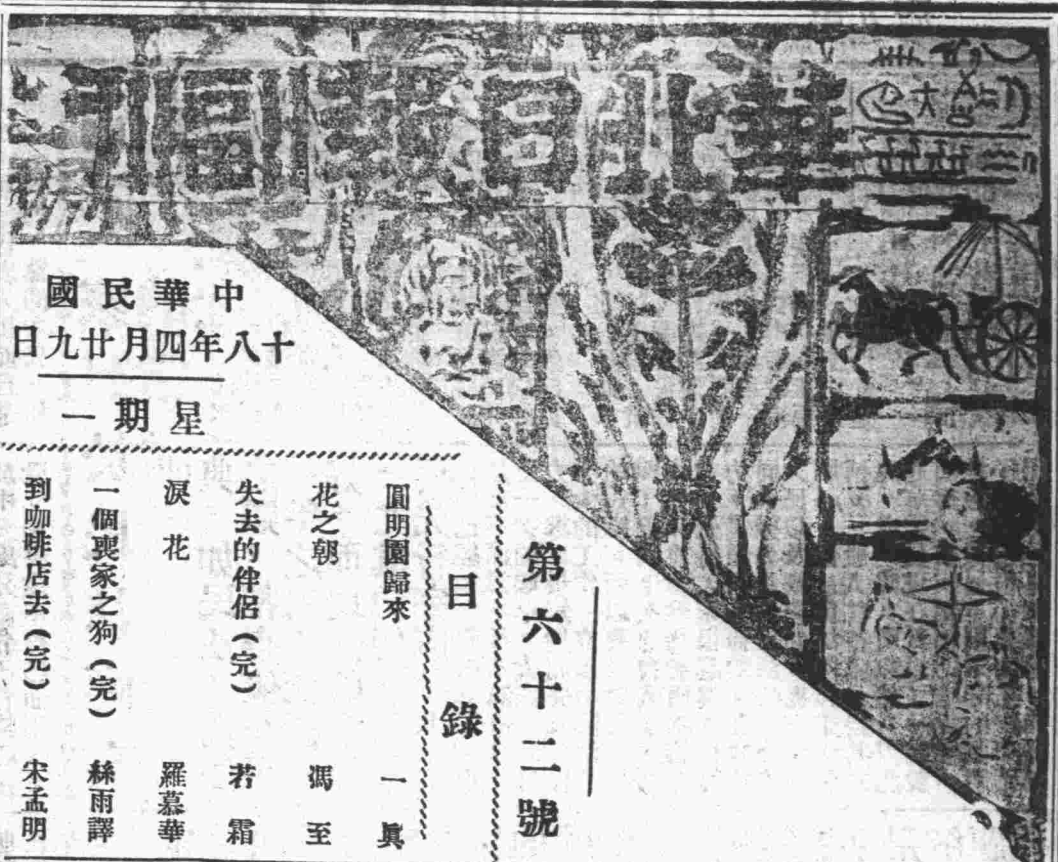 華北日報副刊
中華民國
十八年四月廿九日
星期一
第六十二號
目錄
圓明園歸來 一眞
花之朝 馮至
失去的伴侶(完) 若霜
淚花 羅慕華
一個喪家之狗(完) 絲雨譯
到咖啡店去(完) 宋孟明